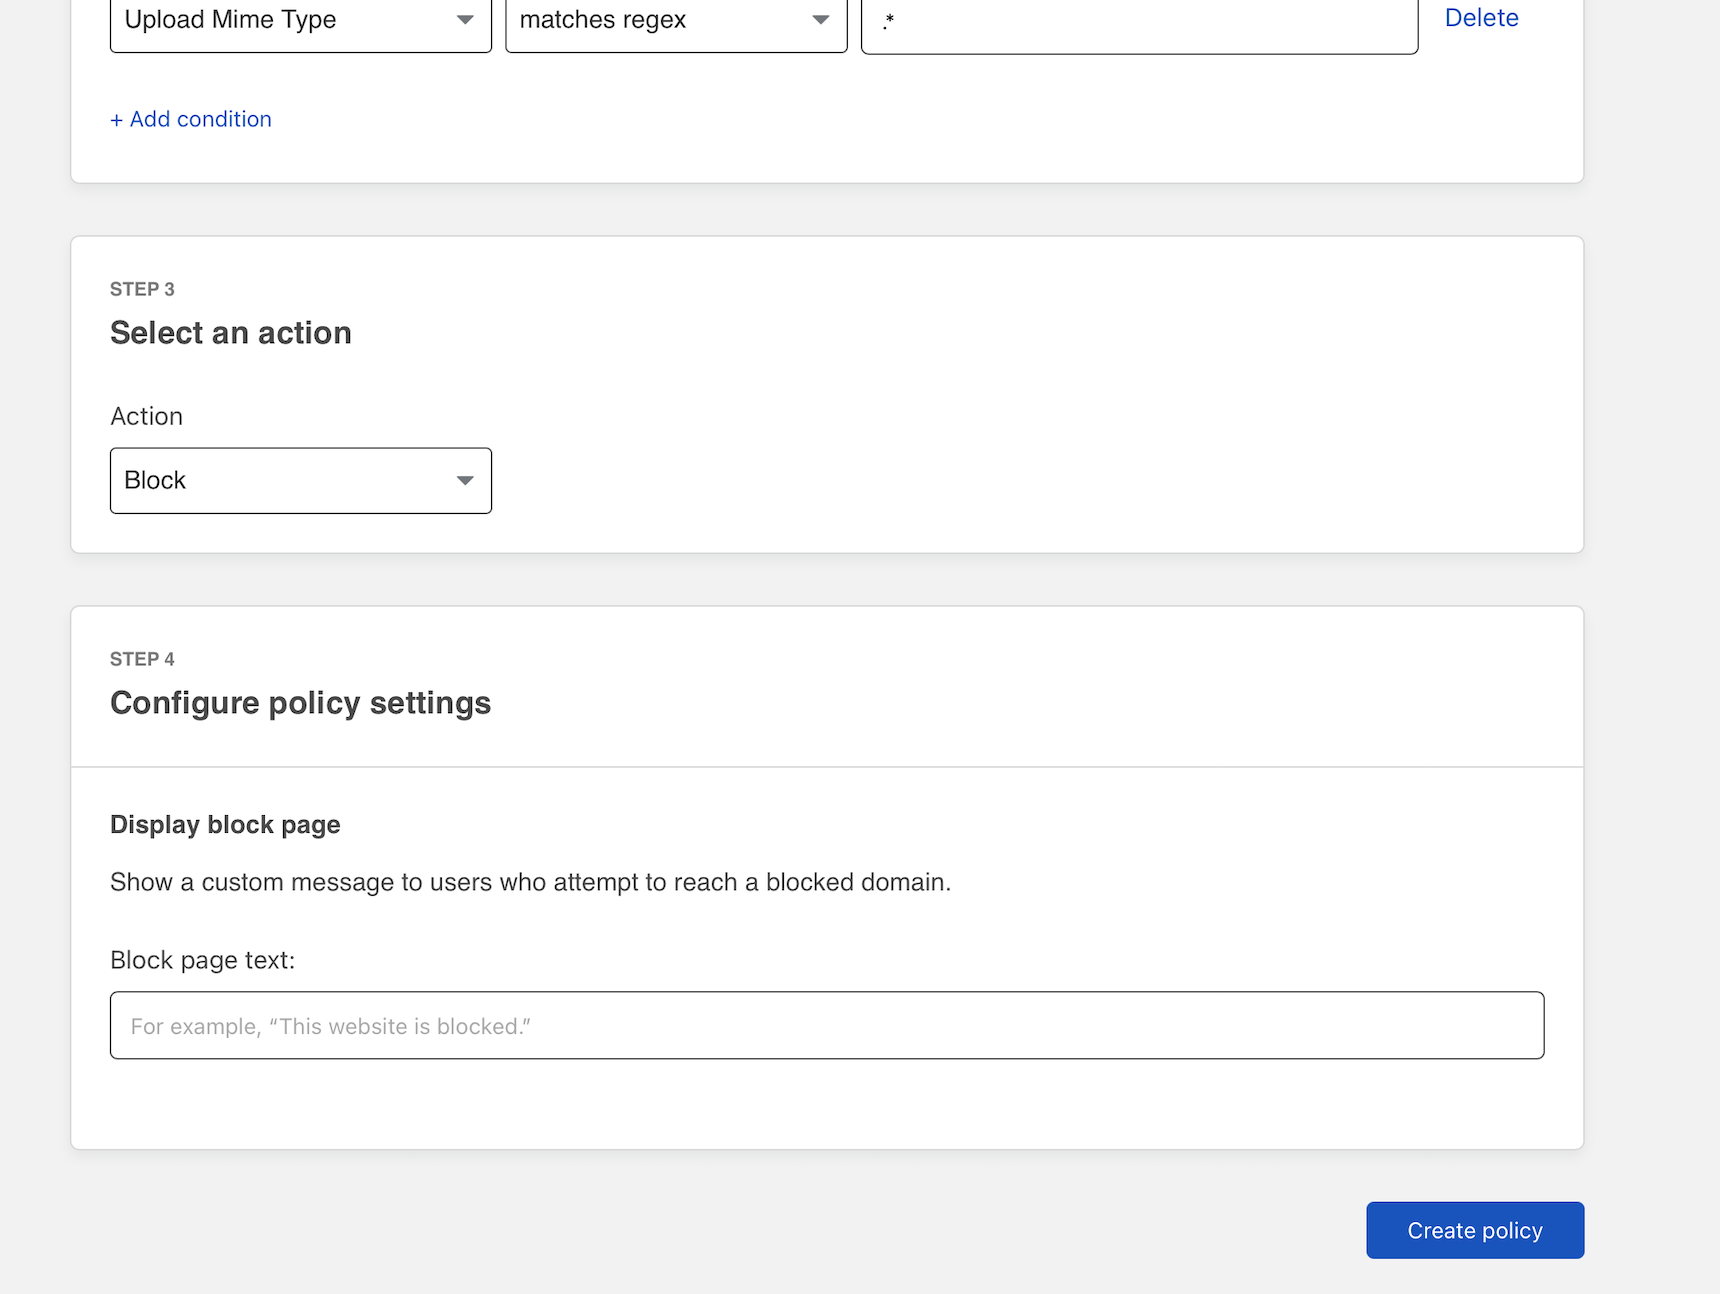 Upload Mime Type
matches regex
.*
Delete
+ Add condition
STEP 3
Select an action
Action
Block
STEP 4
Configure policy settings
Display block page
Show a custom message to users who attempt to reach a blocked domain.
Block page text:
For example, “This website is blocked.”
Create policy